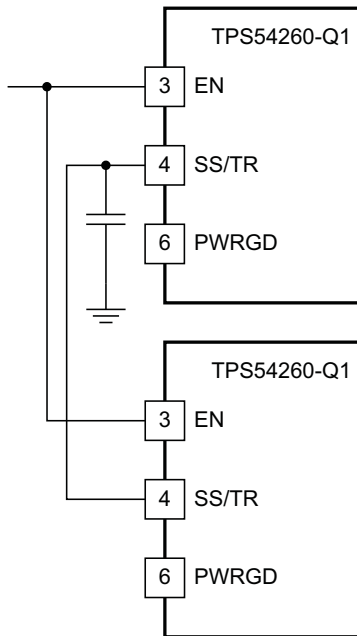 TPS54260-Q1
3 EN
4 SS/TR
6 PWRGD
TPS54260-Q1
3 EN
4 SS/TR
6 PWRGD